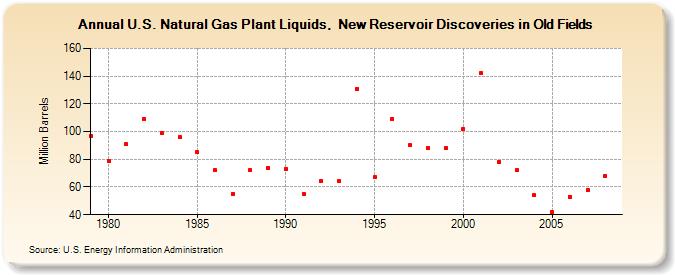 Annual U.S. Natural Gas Plant Liquids, New Reservoir Discoveries in Old Fields
Million Barrels
160
140
120
100
80
60
40
1980 1985 1990 1995 2000 2005
Source: U.S. Energy Information Administration